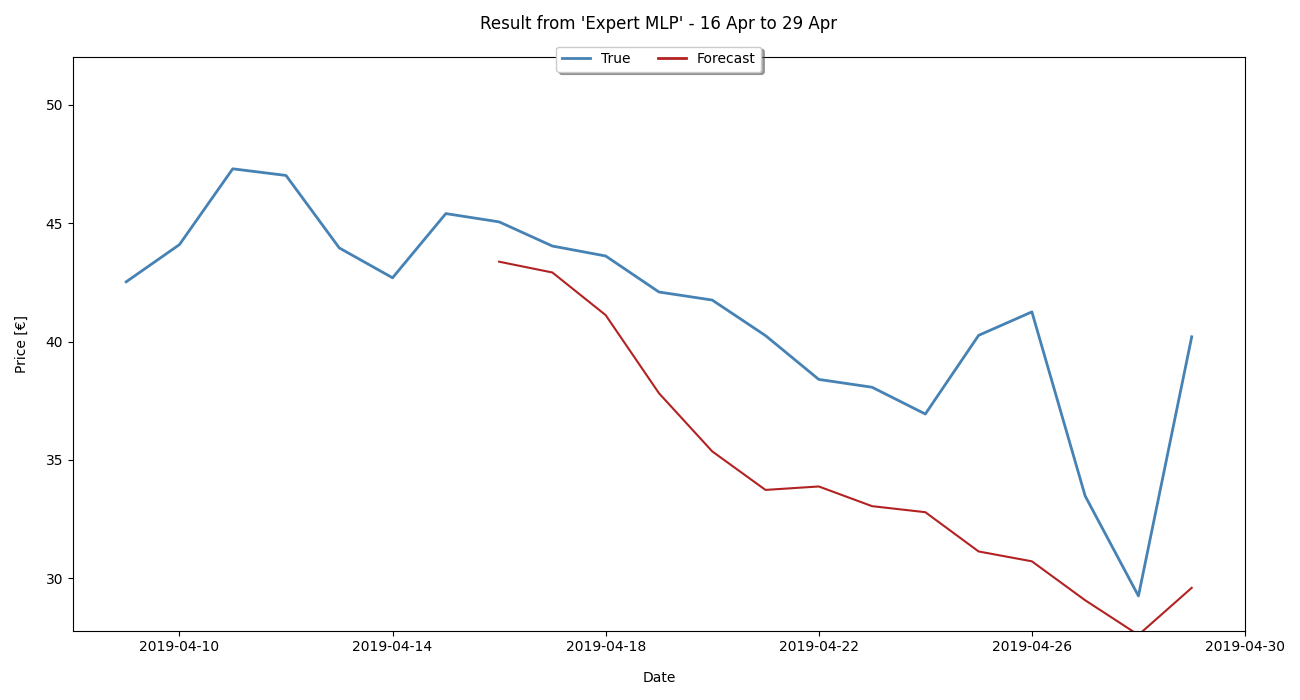 Result from 'Expert MLP' - 16 Apr to 29 Apr
True Forecast
50
45
40
35
30
Price [€]
2019-04-10 2019-04-14 2019-04-18 2019-04-22 2019-04-26 2019-04-30
Date